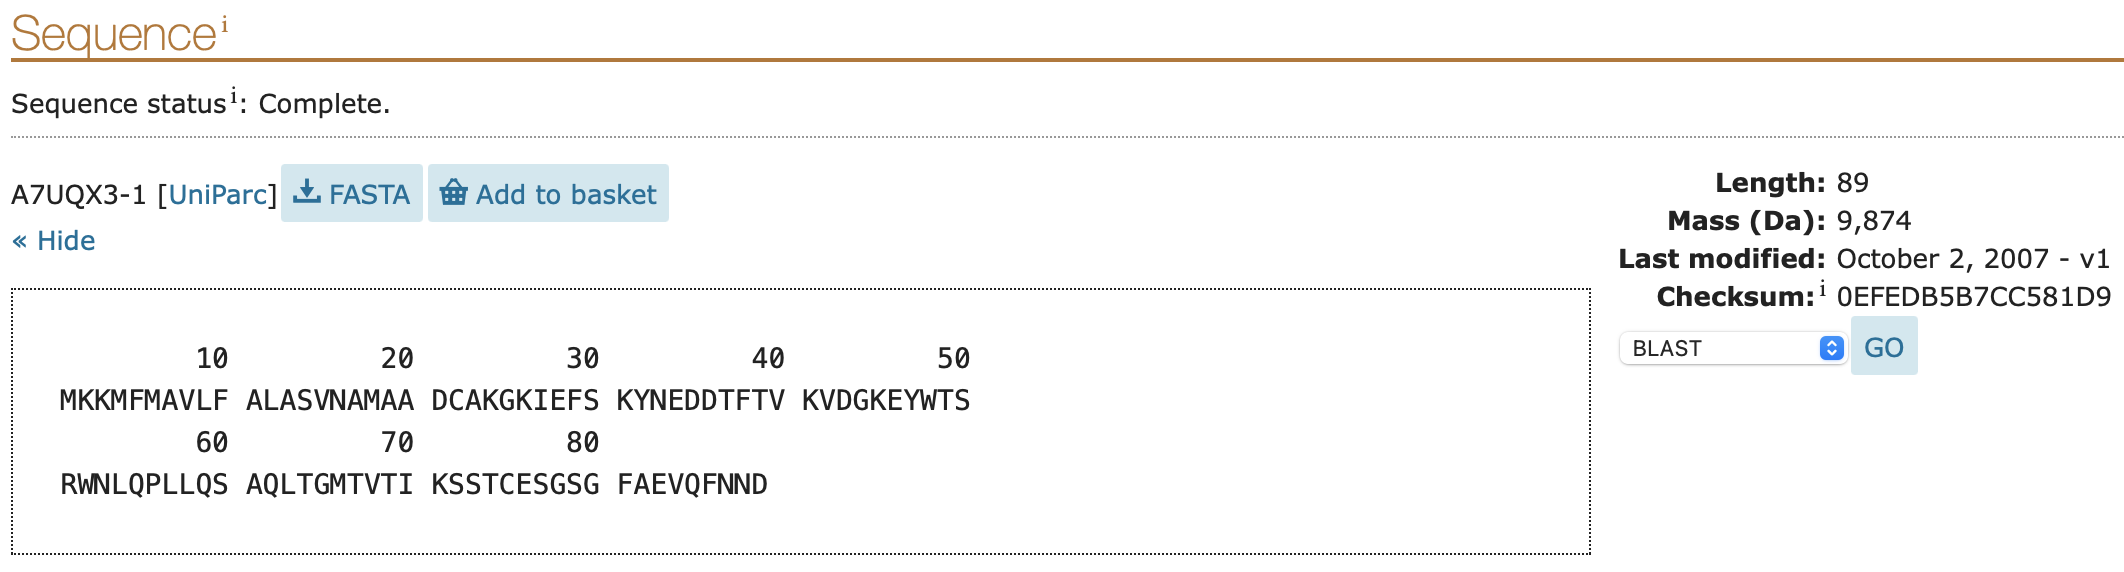 Sequence i
Sequence status i: Complete.
A7UQX3-1 [UniParc] FASTA Add to basket
« Hide
Length: 89
Mass (Da): 9,874
Last modified: October 2, 2007 - v1
Checksum: i 0EFEDB5B7CC581D9
BLAST GO
10 20 30 40 50
MKKMFMAVLF ALASVNAMAA DCAKGKIEFS KYNEDDTFTV KVDGKEYWTS
60 70 80
RWNLQPLLQS AQLTGMTVTI KSSTCESGSG FAEVQFNND